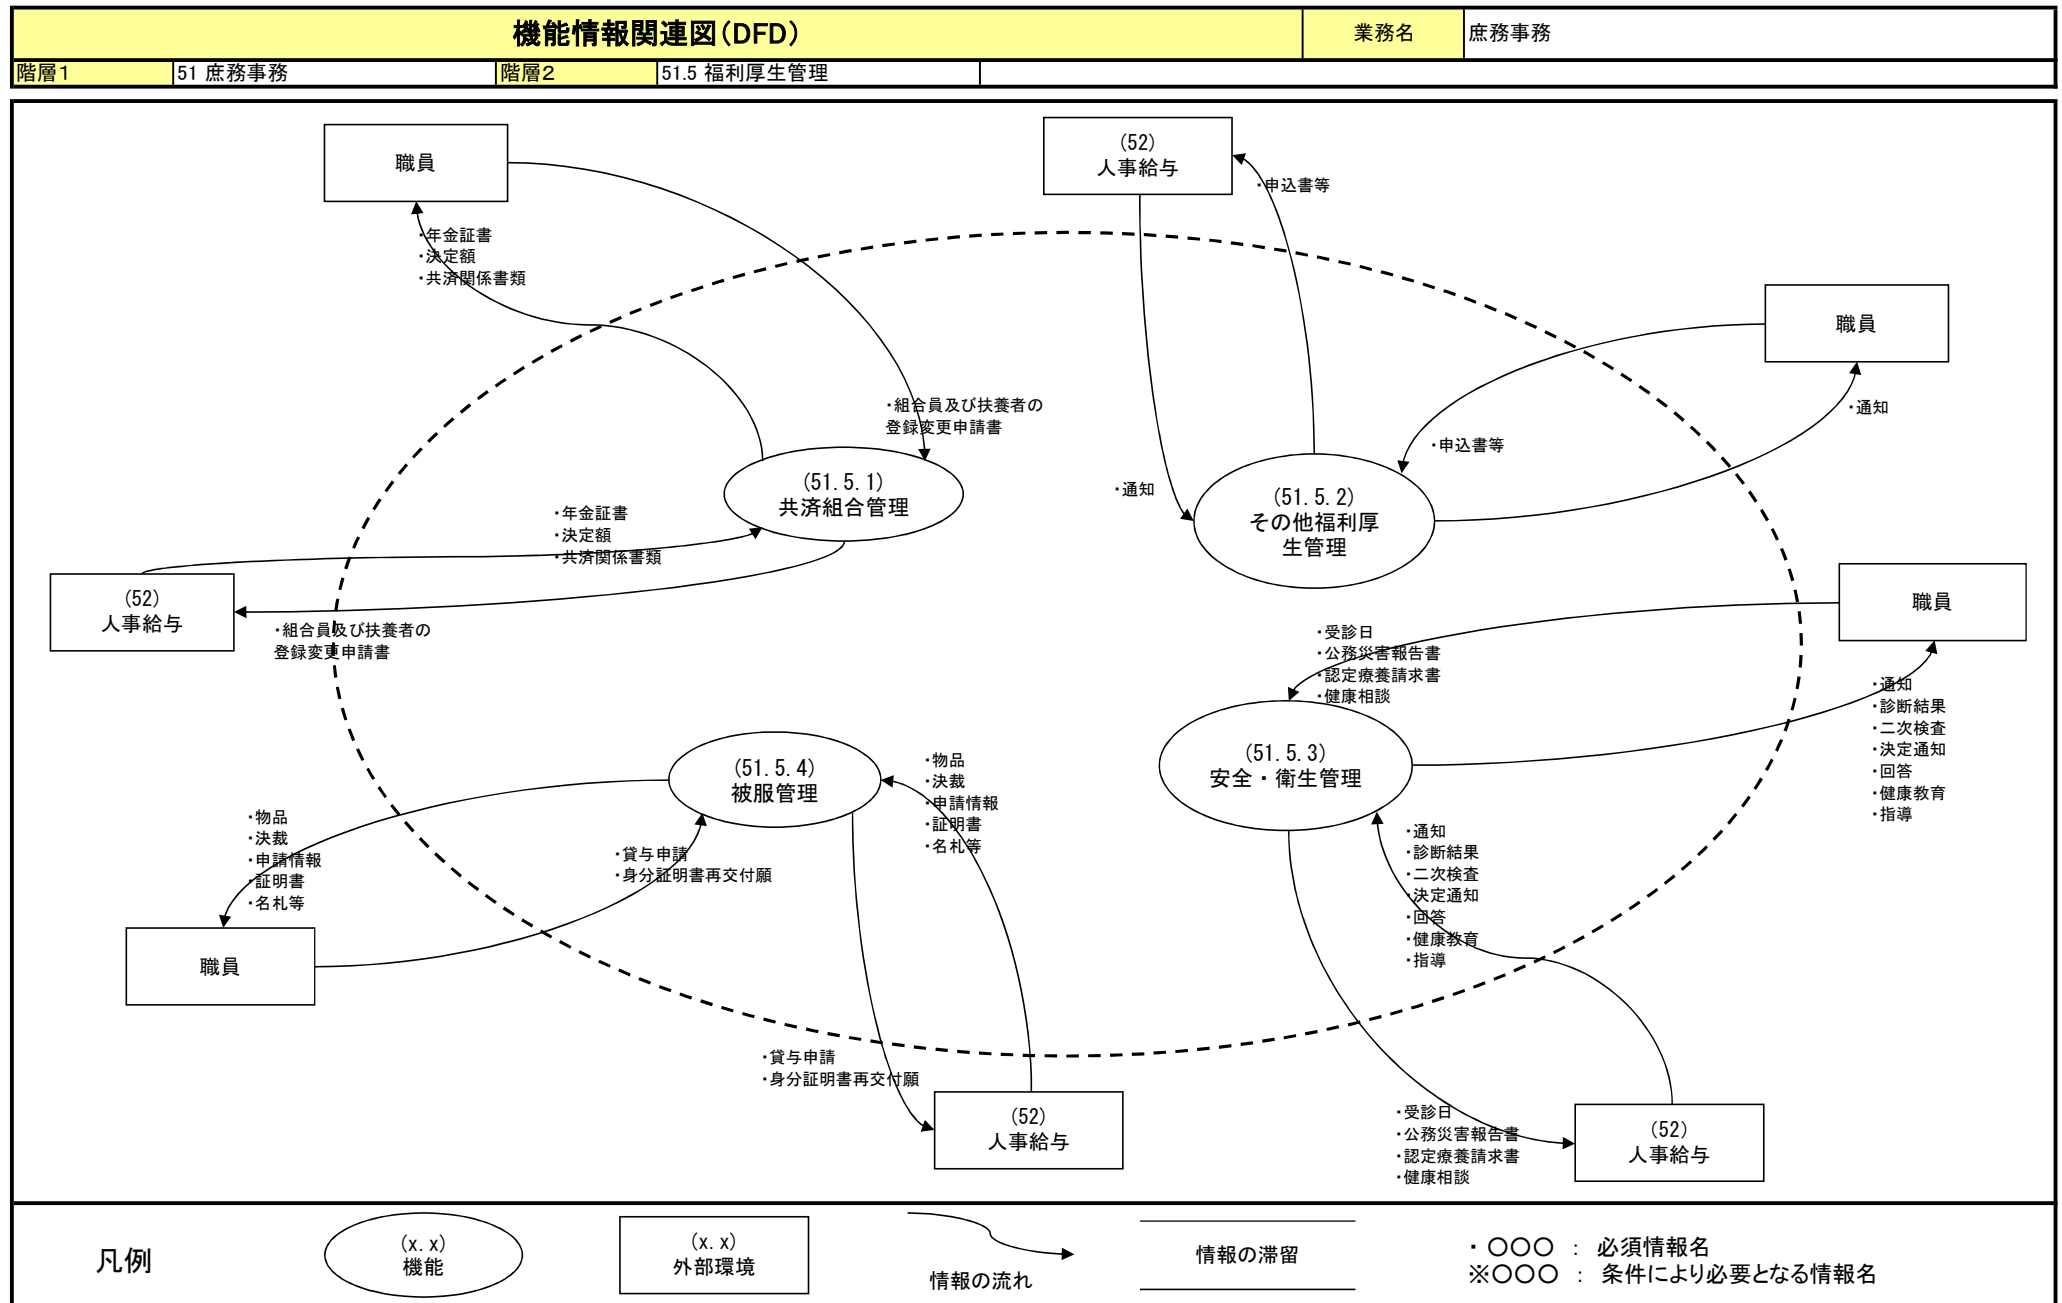 機能情報関連図(DFD)
業務名
庶務事務
階層1
51 庶務事務
階層2
51.5 福利厚生管理
職員
(52)
人事給与
・申込書等
・年金証書
・決定額
・共済関係書類
職員
・組合員及び扶養者の
登録変更申請書
・通知
・申込書等
(51.5.1)
共済組合管理
・通知
(51.5.2)
その他福利厚
生管理
・年金証書
・決定額
・共済関係書類
(52)
人事給与
職員
・組合員及び扶養者の
登録変更申請書
・受診日
・公務災害報告書
・認定療養請求書
・健康相談
・通知
・診断結果
・二次検査
・決定通知
・回答
・健康教育
・指導
(51.5.4)
被服管理
・物品
・決裁
・申請情報
・証明書
・名札等
(51.5.3)
安全・衛生管理
・物品
・決裁
・申請情報
・証明書
・名札等
・貸与申請
・身分証明書再交付願
・通知
・診断結果
・二次検査
・決定通知
・回答
・健康教育
・指導
職員
・貸与申請
・身分証明書再交付願
(52)
人事給与
・受診日
・公務災害報告書
・認定療養請求書
・健康相談
(52)
人事給与
凡例
(x.x)
機能
(x.x)
外部環境
情報の流れ
情報の滞留
・ 〇〇〇 : 必須情報名
※〇〇〇 : 条件により必要となる情報名